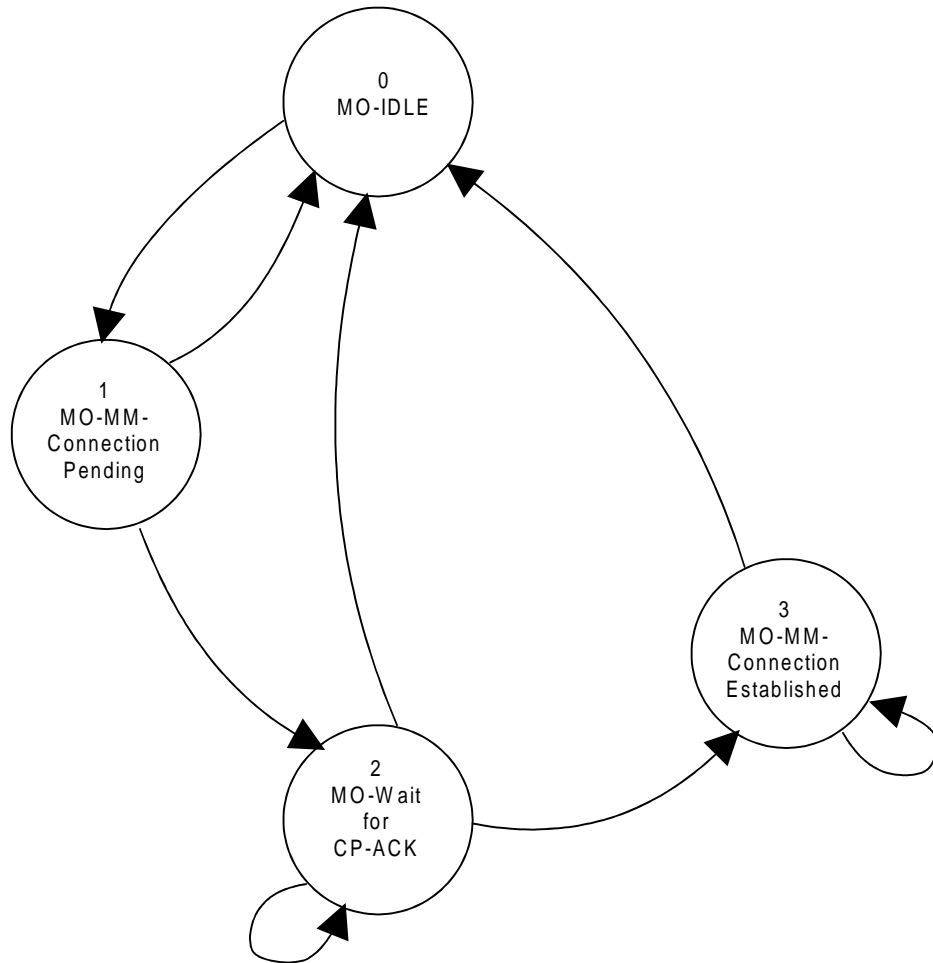 0
MO-IDLE
1
MO-MM-
Connection
Pending
3
MO-MM-
Connection
Established
2
MO-Wait
for
CP-ACK